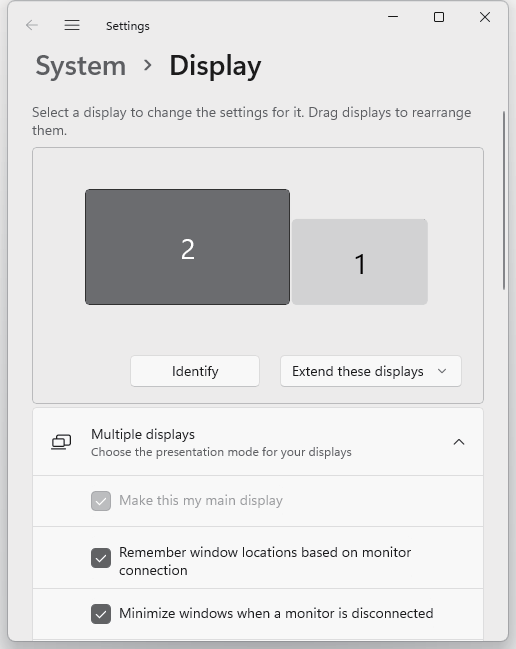 Settings
System > Display
Select a display to change the settings for it. Drag displays to rearrange
them.
2
1
Identify
Extend these displays
Multiple displays
Choose the presentation mode for your displays
Make this my main display
Remember window locations based on monitor
connection
Minimize windows when a monitor is disconnected